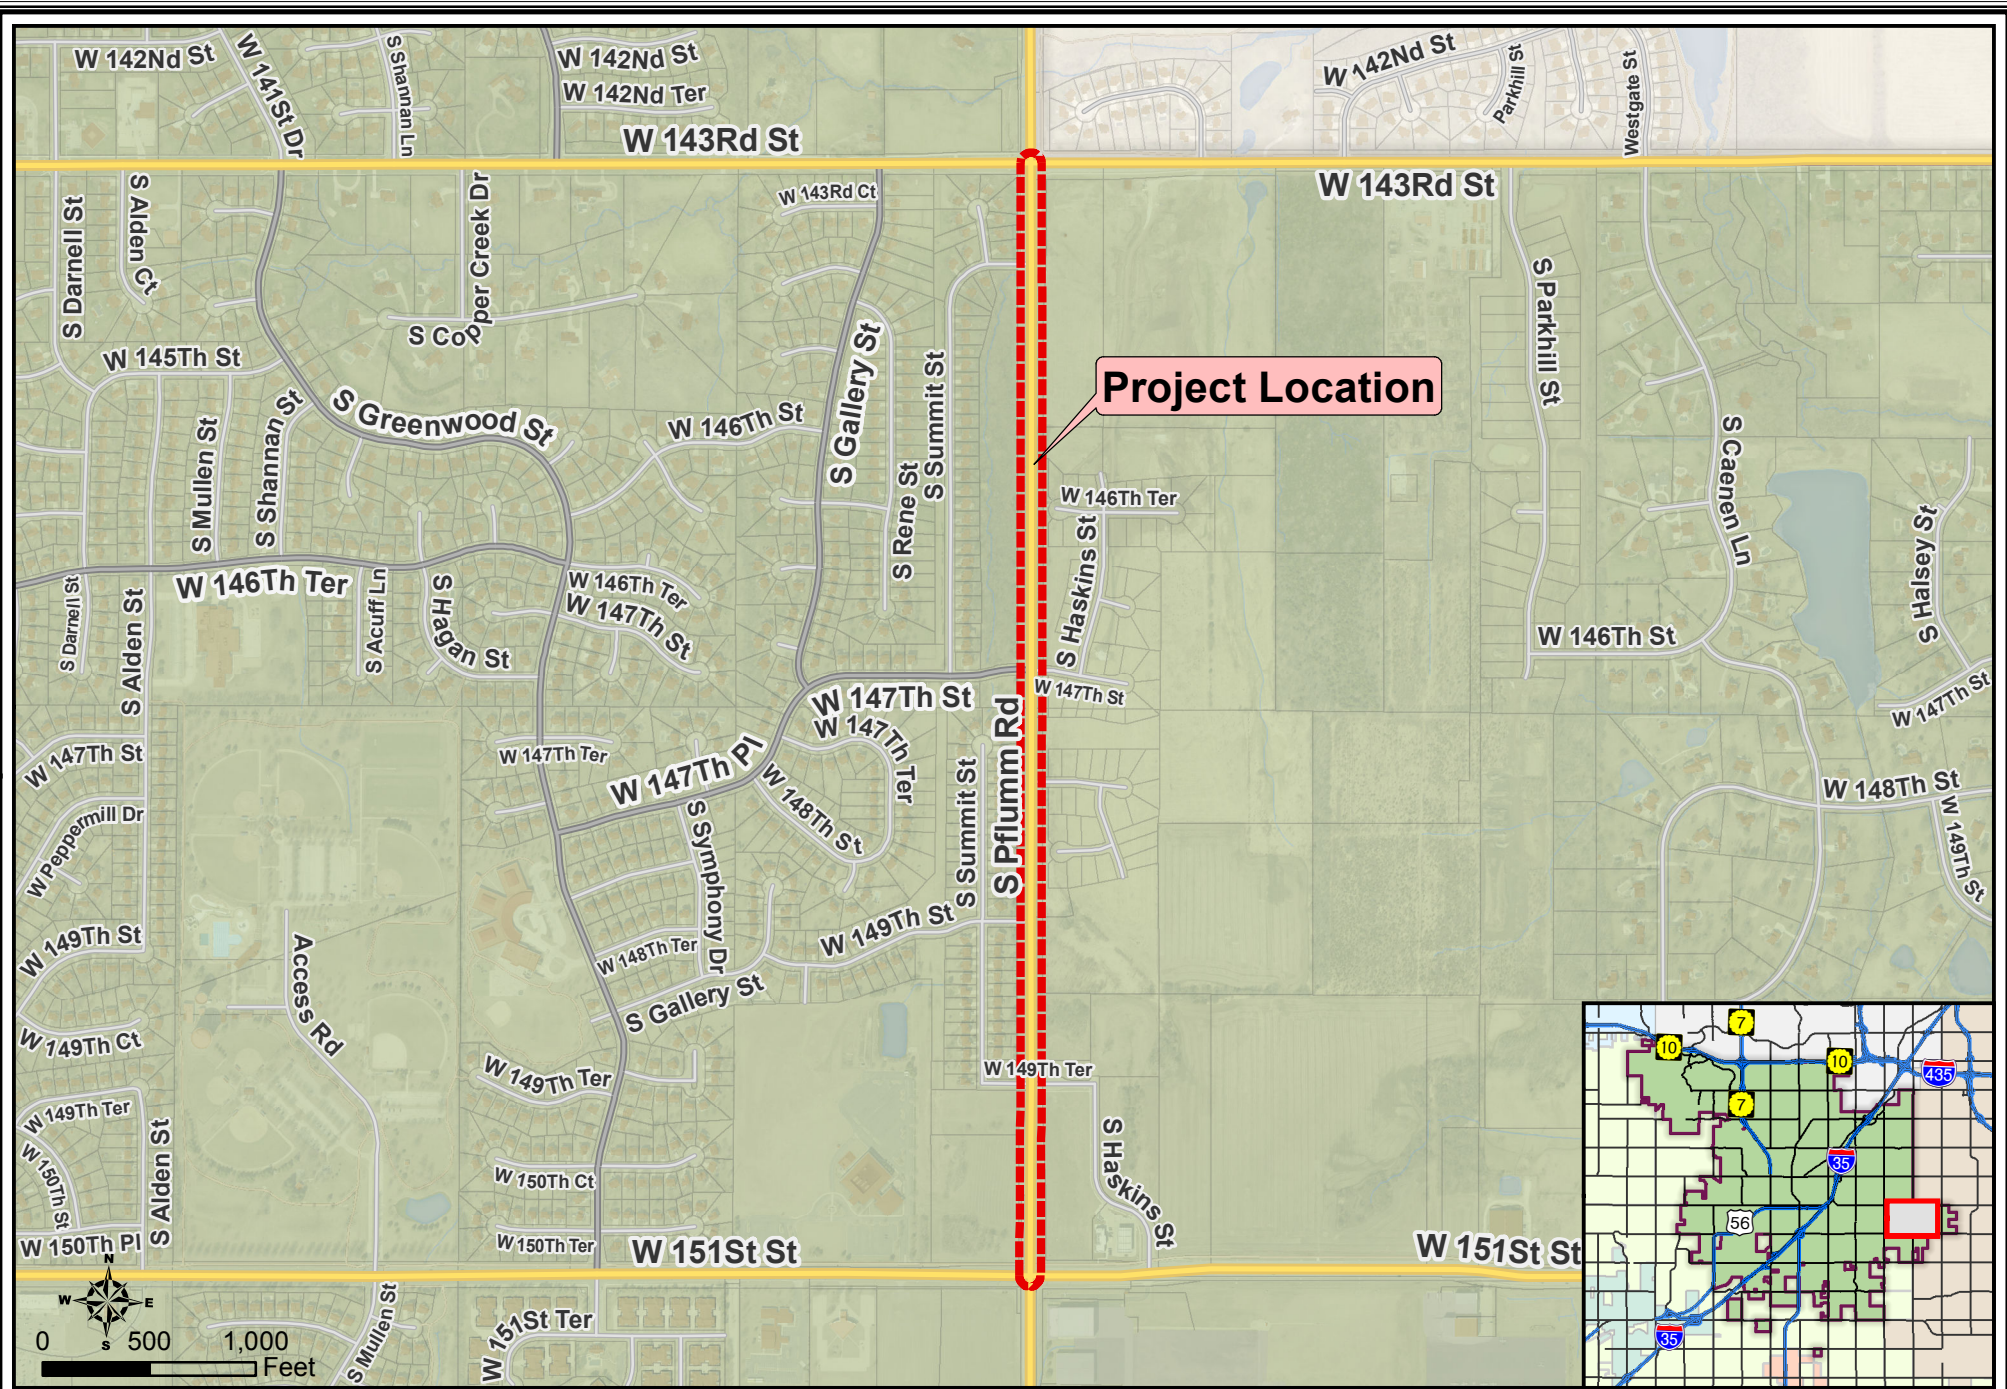 W 142Nd St
W 141St Dr
S Shannan Ln
W 142Nd St
W 142Nd Ter
W 142Nd St
Parkhill St
Westgate St
W 143Rd St
W 143Rd St
S Darnell St
S Alden Ct
S Copper Creek Dr
W 143Rd Ct
S Parkhill St
W 145Th St
S Greenwood St
S Gallery St
S Summit St
Project Location
S Mullen St
S Shannan St
W 146Th St
S Rene St
S Caenen Ln
W 146Th Ter
S Haskins St
S Halsey St
W 146Th Ter
S Darnell St
S Alden St
S Acuff Ln
S Hagan St
W 146Th Ter
W 147Th St
W 146Th St
W 147Th St
W 147Th St
S Pflumm Rd
W 147Th St
W 147Th St
W 147Th Ter
W 147Th Pl
W 147Th Ter
W 148Th St
S Summit St
W 148Th St
W 149Th St
W Peppermill Dr
S Symphony Dr
W 149Th St
Access Rd
W 148Th Ter
W 149Th St
S Gallery St
W 149Th Ct
W 149Th Ter
W 149Th Ter
W 149Th Ter
S Alden St
W 150Th St
W 150Th Ct
S Haskins St
W 150Th Pl
W 150Th Ter
W 151St St
W 151St St
S Mullen St
W 151St Ter
N
W
E
S
0 500 1,000
Feet
7
10
10
435
7
35
56
35